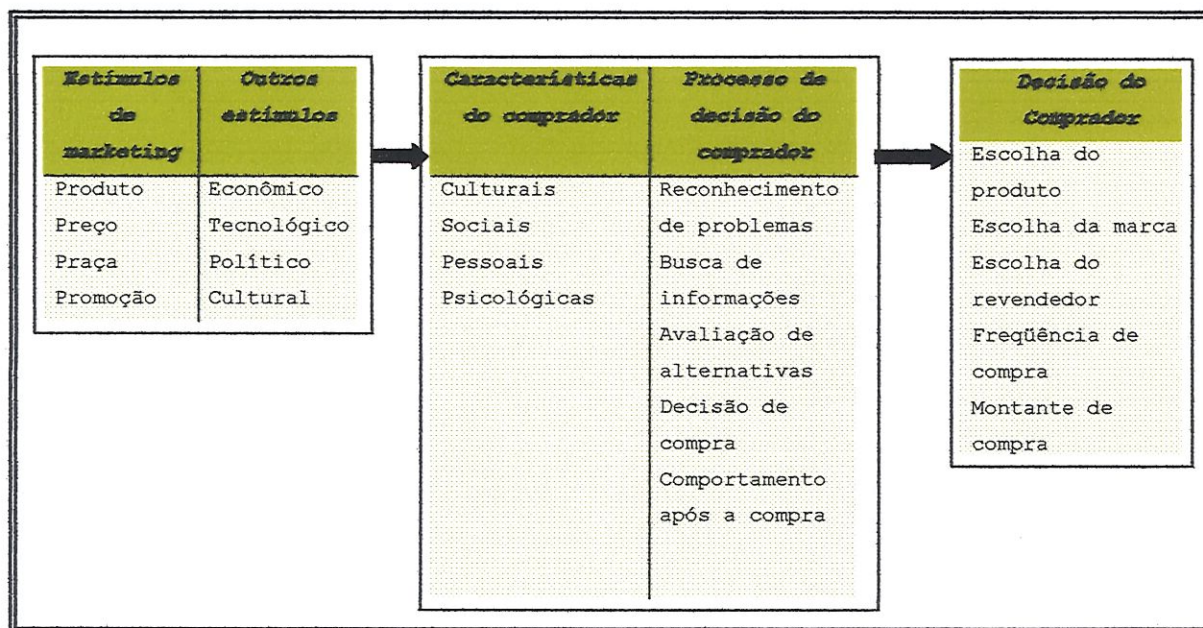 Estímulos
de
marketing
Produto
Preço
Praça
Promoção
Outros
estímulos
Econômico
Tecnológico
Político
Cultural
Características
do comprador
Culturais
Sociais
Pessoais
Psicológicas
Processo de
decisão do
comprador
Reconhecimento
de problemas
Busca de
informações
Avaliação de
alternativas
Decisão de
compra
Comportamento
após a compra
Decisão do
Comprador
Escolha do
produto
Escolha da marca
Escolha do
revendedor
Freqüência de
compra
Montante de
compra